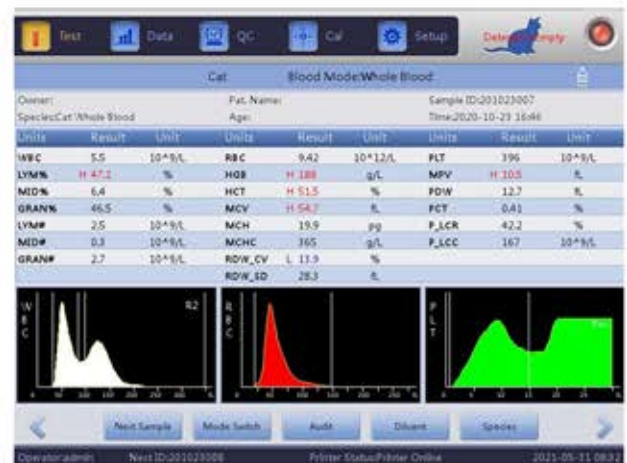 Test Data QC Cal Setup Detergent Empty
Cat Blood Mode:Whole Blood
Owner: Pat. Name: Sample ID:201023007
Species:Cat Whole Blood Age: Time:2020-10-23 16:46
Units Result Unit Units Result Unit Units Result Unit
WBC 5.5 10^9/L RBC 9.42 10^12/L PLT 396 10^9/L
LYM% H 47.1 % HGB H 188 g/L MPV H 10.5 fL
MID% 6.4 % HCT H 51.5 % PDW 12.7 fL
GRAN% 46.5 % MCV H 54.7 fL PCT 0.41 %
LYM# 2.5 10^9/L MCH 19.9 pg P_LCR 42.2 %
MID# 0.3 10^9/L MCHC 365 g/L P_LCC 167 10^9/L
GRAN# 2.7 10^9/L RDW_CV L 13.9 %
RDW_SD 28.3 fL
WBC R2 RBC PLT
Next Sample Mode Switch Audit Diluent Species
Operator:admin Next ID:201023008 Printer Status:Printer Online 2021-05-31 08:32